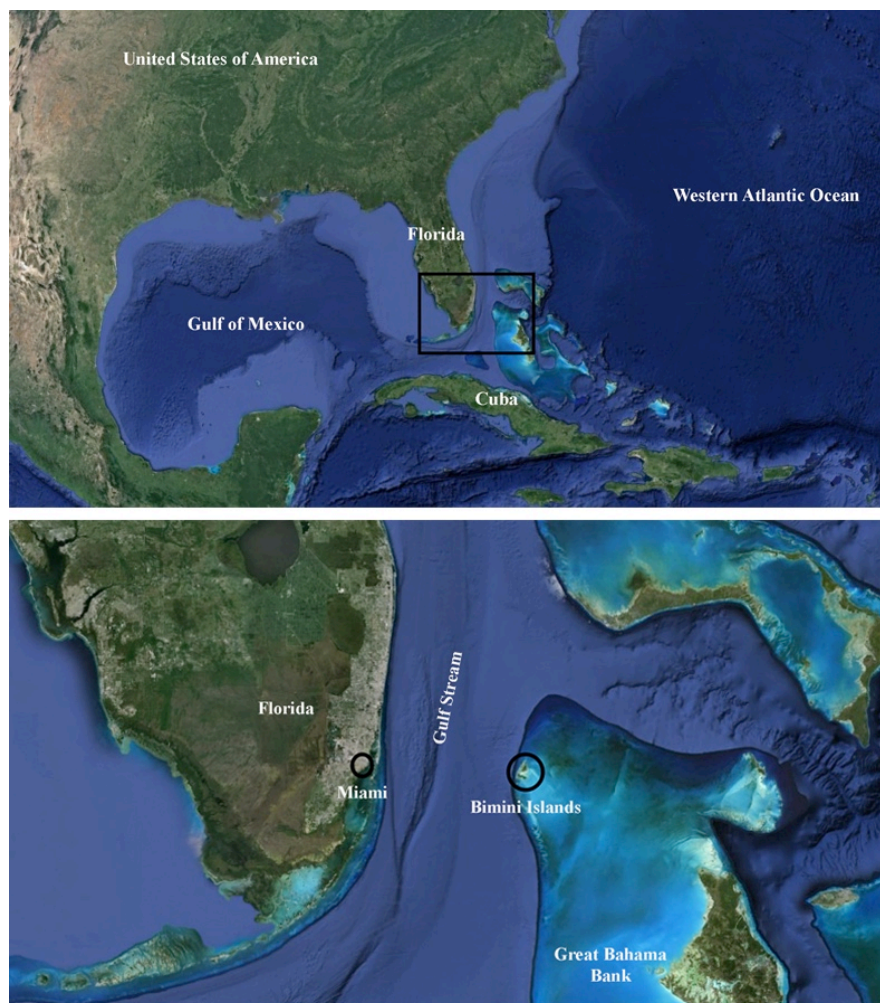 United States of America
Western Atlantic Ocean
Florida
Gulf of Mexico
Cuba
Gulf Stream
Florida
Miami
Bimini Islands
Great Bahama
Bank